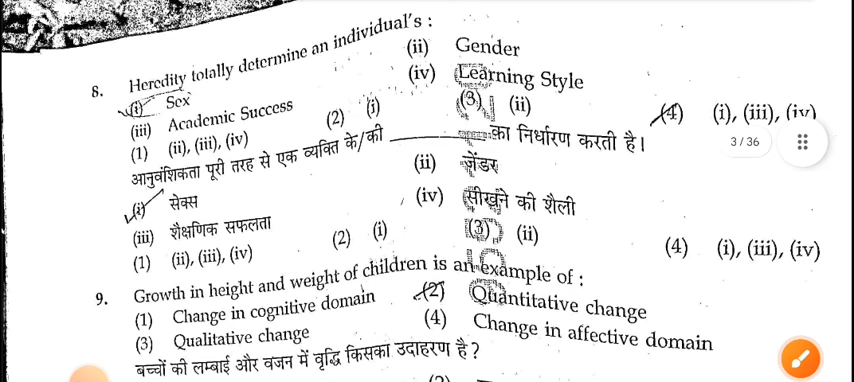 8. Heredity totally determine an individual's :
(i) Sex (ii) Gender
(iii) Academic Success (iv) Learning Style
(1) (ii), (iii), (iv) (2) (i) (3) (ii) (4) (i), (iii), (iv)
आनुवंशिकता पूरी तरह से एक व्यक्ति के/की ________ का निर्धारण करती है।
3 / 36
(i) सेक्स (ii) जेंडर
(iii) शैक्षणिक सफलता (iv) सीखने की शैली
(1) (ii), (iii), (iv) (2) (i) (3) (ii) (4) (i), (iii), (iv)
9. Growth in height and weight of children is an example of :
(1) Change in cognitive domain (2) Quantitative change
(3) Qualitative change (4) Change in affective domain
बच्चों की लम्बाई और वजन में वृद्धि किसका उदाहरण है ?